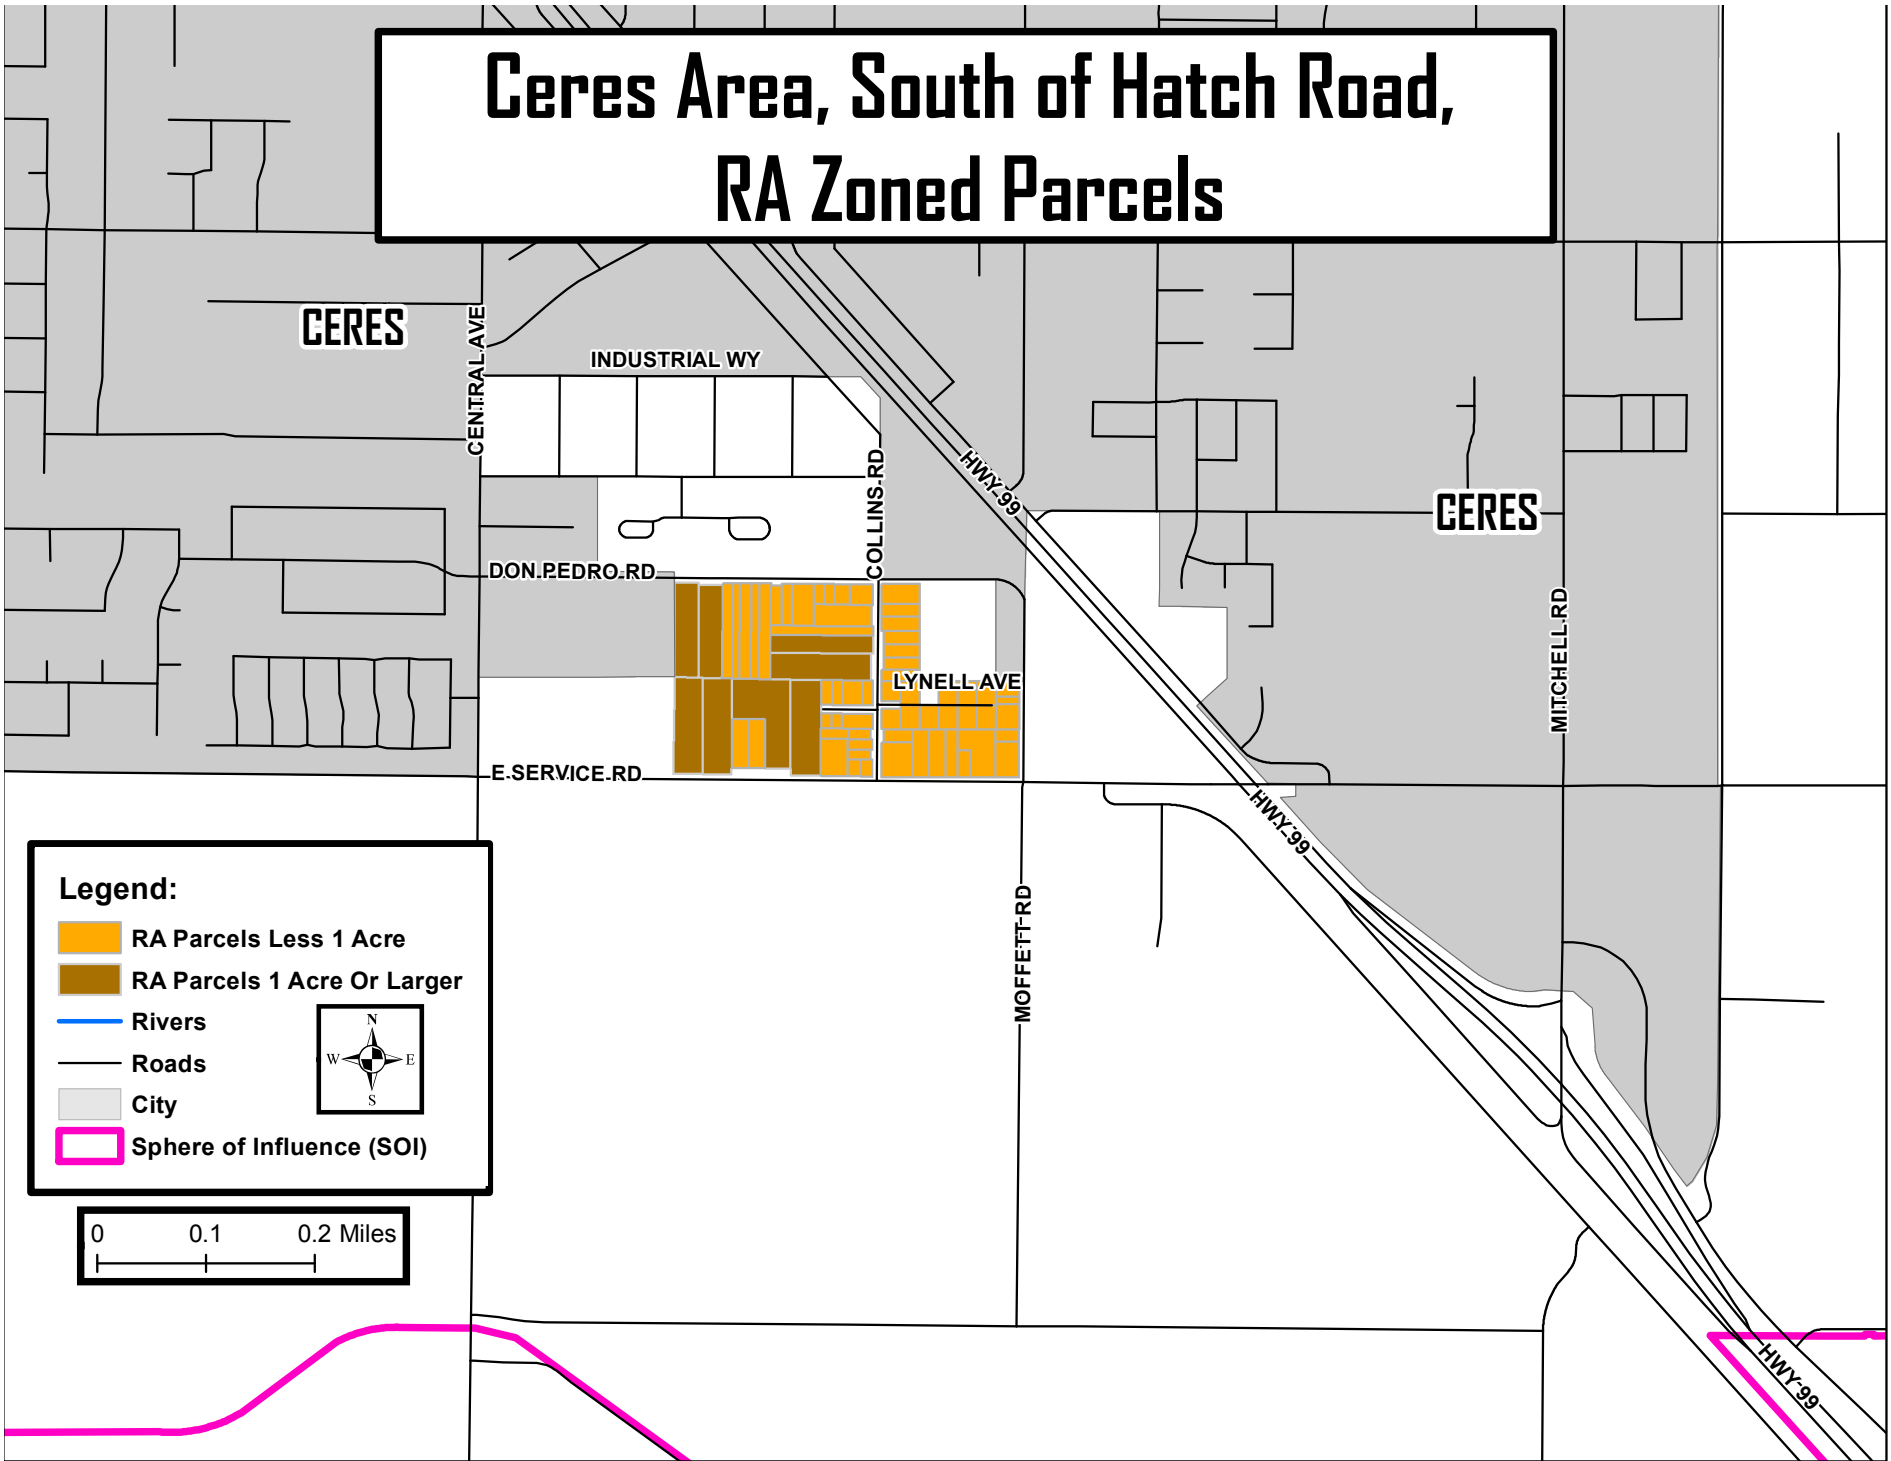 Ceres Area, South of Hatch Road,
RA Zoned Parcels
CERES
CENTRAL AVE
INDUSTRIAL WY
COLLINS RD
HWY 99
CERES
DON PEDRO RD
MITCHELL RD
LYNELL AVE
E SERVICE RD
HWY 99
MOFFETT RD
Legend:
RA Parcels Less 1 Acre
RA Parcels 1 Acre Or Larger
Rivers
Roads
City
Sphere of Influence (SOI)
N
W E
S
0 0.1 0.2 Miles
HWY 99